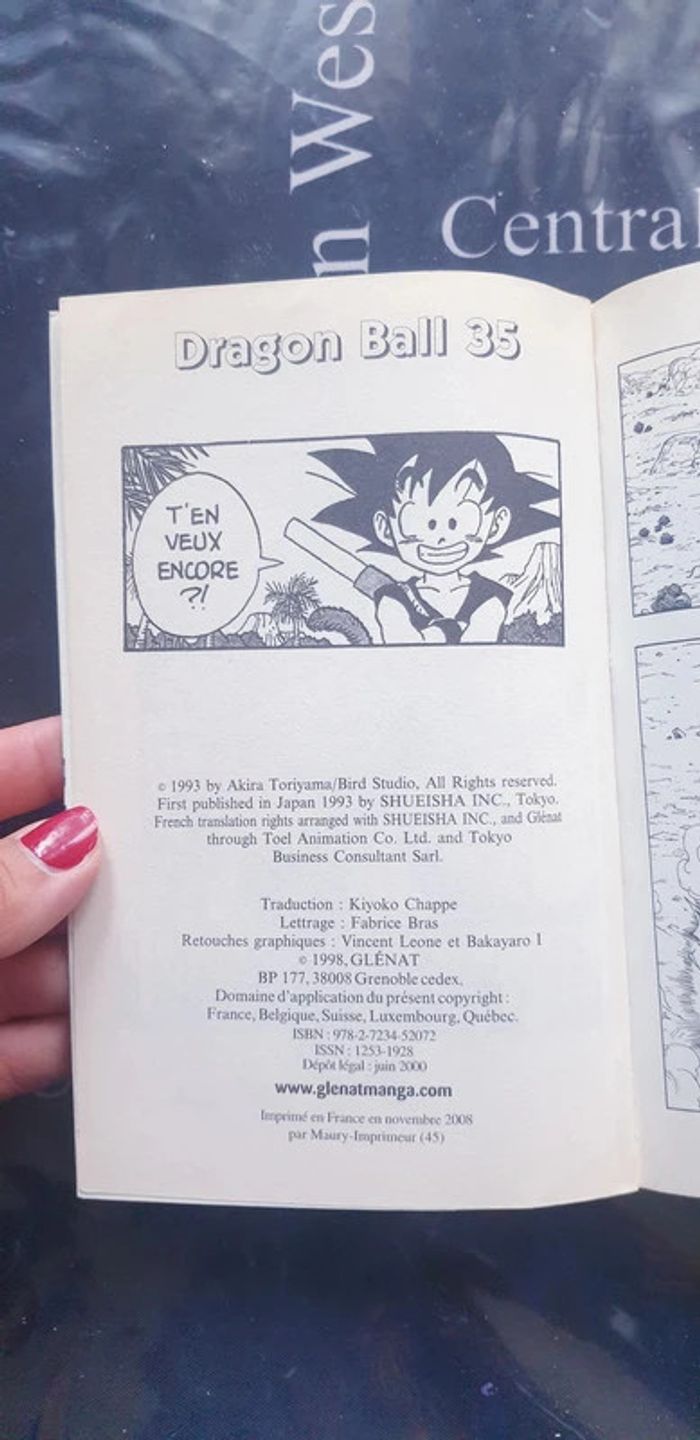 n Wes
Central
Dragon Ball 35
T'EN
VEUX
ENCORE
?!
© 1993 by Akira Toriyama/Bird Studio, All Rights reserved.
First published in Japan 1993 by SHUEISHA INC., Tokyo.
French translation rights arranged with SHUEISHA INC., and Glénat
through Toel Animation Co. Ltd. and Tokyo
Business Consultant Sarl.
Traduction : Kiyoko Chappe
Lettrage : Fabrice Bras
Retouches graphiques : Vincent Leone et Bakayaro I
© 1998, GLÉNAT
BP 177, 38008 Grenoble cedex.
Domaine d'application du présent copyright :
France, Belgique, Suisse, Luxembourg, Québec.
ISBN : 978-2-7234-52072
ISSN : 1253-1928
Dépôt légal : juin 2000
www.glenatmanga.com
Imprimé en France en novembre 2008
par Maury-Imprimeur (45)